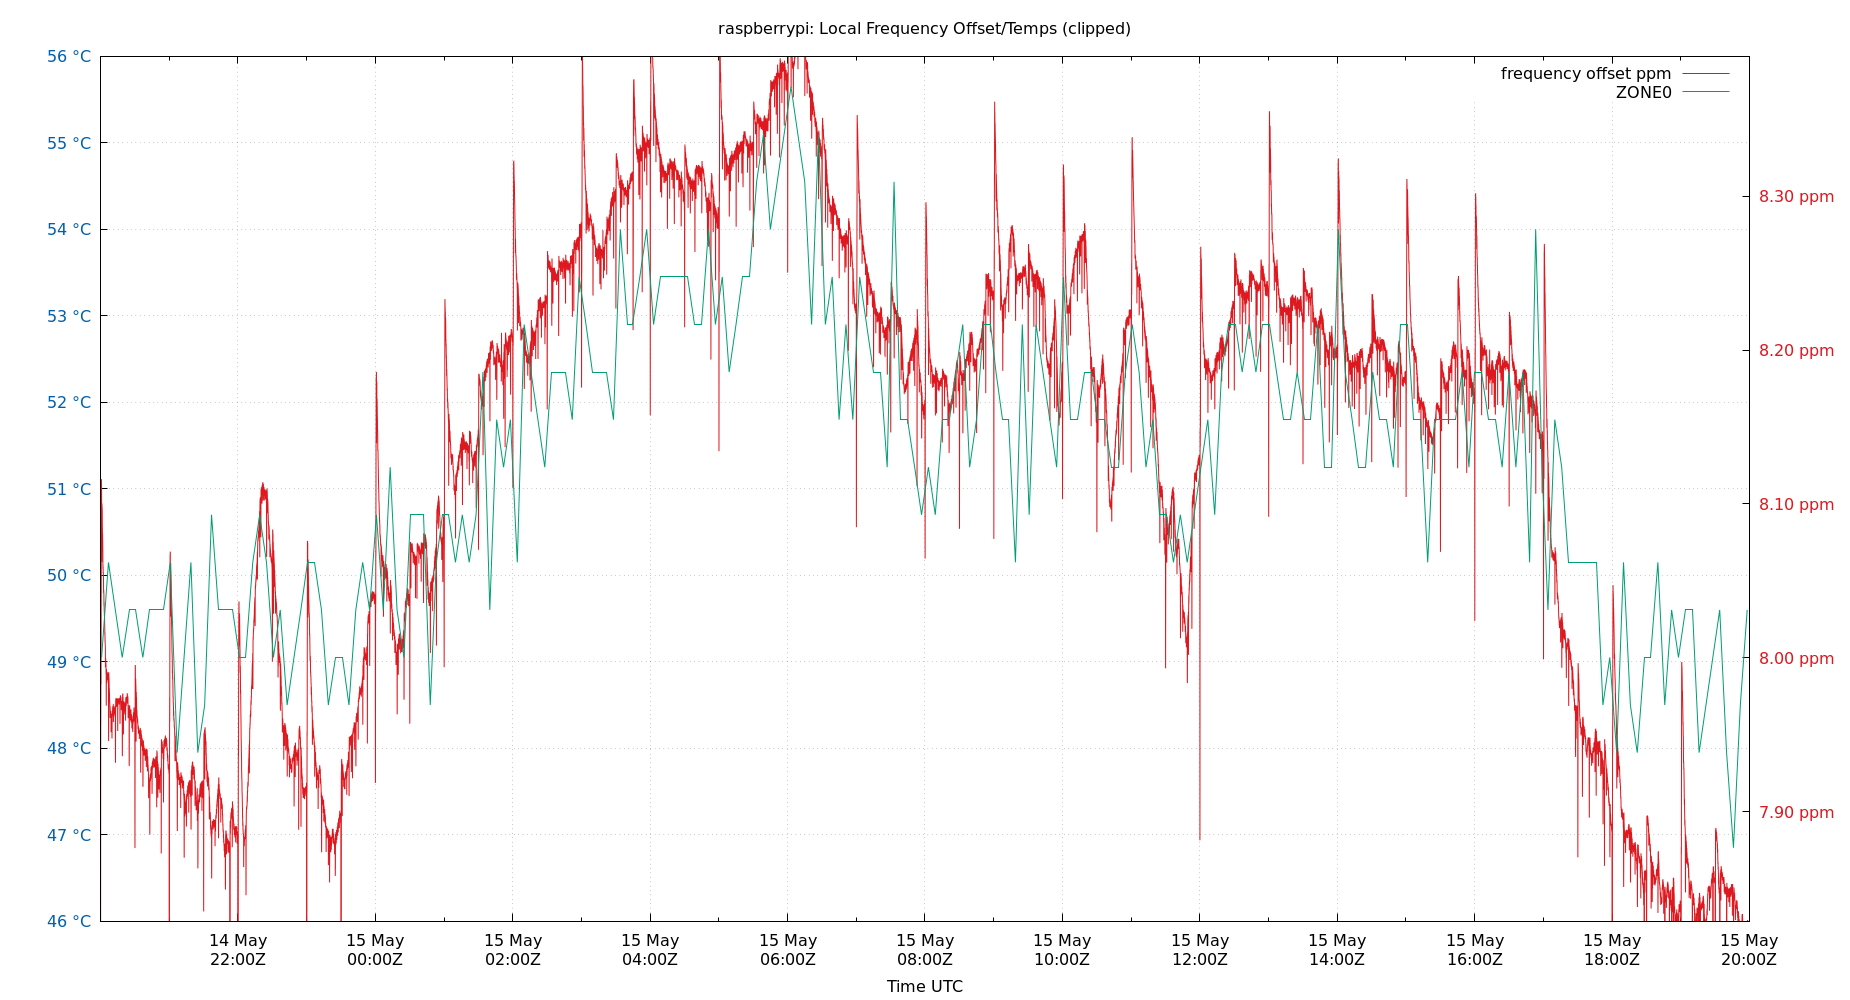 raspberrypi: Local Frequency Offset/Temps (clipped)
frequency offset ppm
ZONE0
56 °C
55 °C
54 °C
53 °C
52 °C
51 °C
50 °C
49 °C
48 °C
47 °C
46 °C
8.30 ppm
8.20 ppm
8.10 ppm
8.00 ppm
7.90 ppm
14 May 15 May 15 May 15 May 15 May 15 May 15 May 15 May 15 May 15 May 15 May 15 May
22:00Z 00:00Z 02:00Z 04:00Z 06:00Z 08:00Z 10:00Z 12:00Z 14:00Z 16:00Z 18:00Z 20:00Z
Time UTC